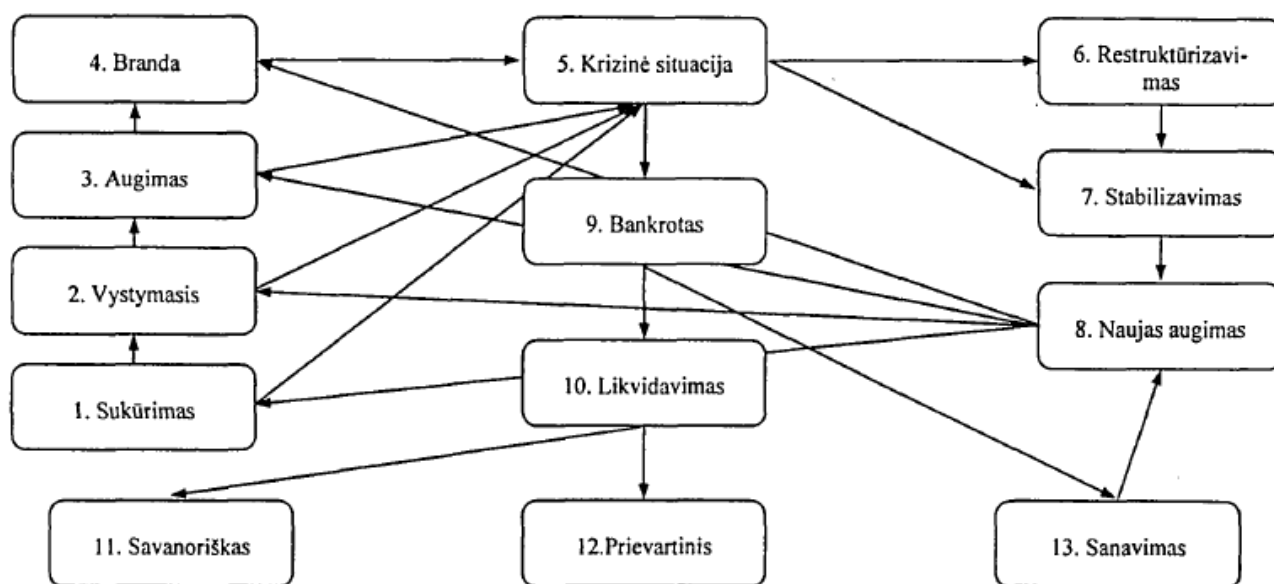 4. Branda
5. Krizinė situacija
6. Restruktūrizavi-
mas
3. Augimas
9. Bankrotas
7. Stabilizavimas
2. Vystymasis
8. Naujas augimas
1. Sukūrimas
10. Likvidavimas
11. Savanoriškas
12.Prievartinis
13. Sanavimas